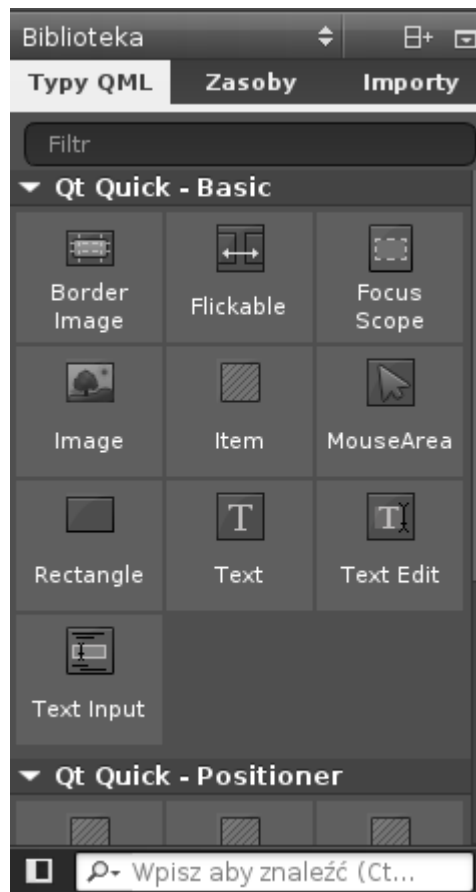 Biblioteka
Typy QML Zasoby Importy
Filtr
Qt Quick - Basic
Border Image Flickable Focus Scope
Image Item MouseArea
Rectangle Text Text Edit
Text Input
Qt Quick - Positioner
Wpisz aby znaleźć (Ct...